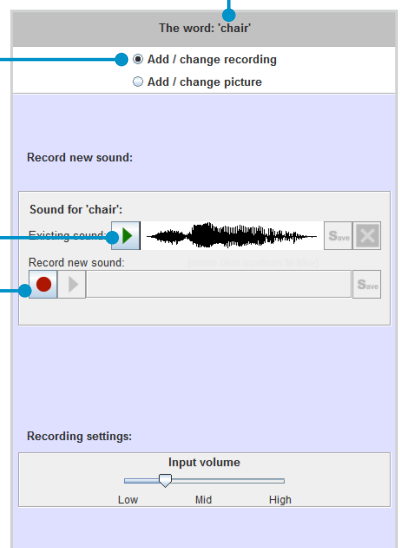 The word: 'chair'
Add / change recording
Add / change picture
Record new sound:
Sound for 'chair':
Existing sound:
Save
Record new sound:
Save
Recording settings:
Input volume
Low Mid High